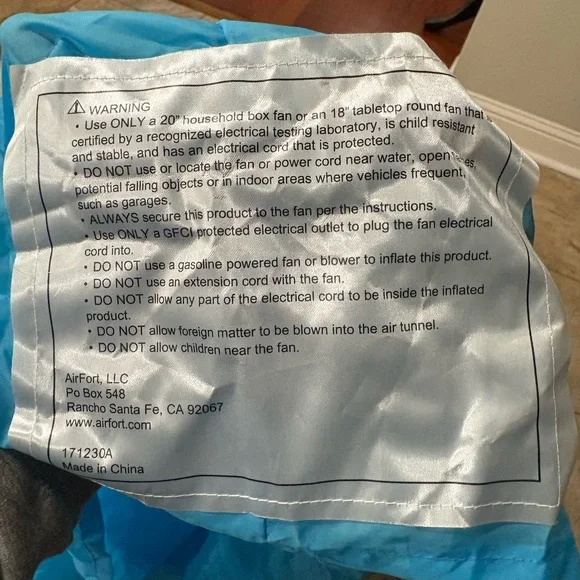 ⚠ WARNING
• Use ONLY a 20" household box fan or an 18" tabletop round fan that
certified by a recognized electrical testing laboratory, is child resistant
and stable, and has an electrical cord that is protected.
• DO NOT use or locate the fan or power cord near water, open
potential falling objects or in indoor areas where vehicles frequent,
such as garages.
• ALWAYS secure this product to the fan per the instructions.
• Use ONLY a GFCI protected electrical outlet to plug the fan electrical
cord into.
• DO NOT use a gasoline powered fan or blower to inflate this product.
• DO NOT use an extension cord with the fan.
• DO NOT allow any part of the electrical cord to be inside the inflated
product.
• DO NOT allow foreign matter to be blown into the air tunnel.
• DO NOT allow children near the fan.
AirFort, LLC
Po Box 548
Rancho Santa Fe, CA 92067
www.airfort.com
171230A
Made in China